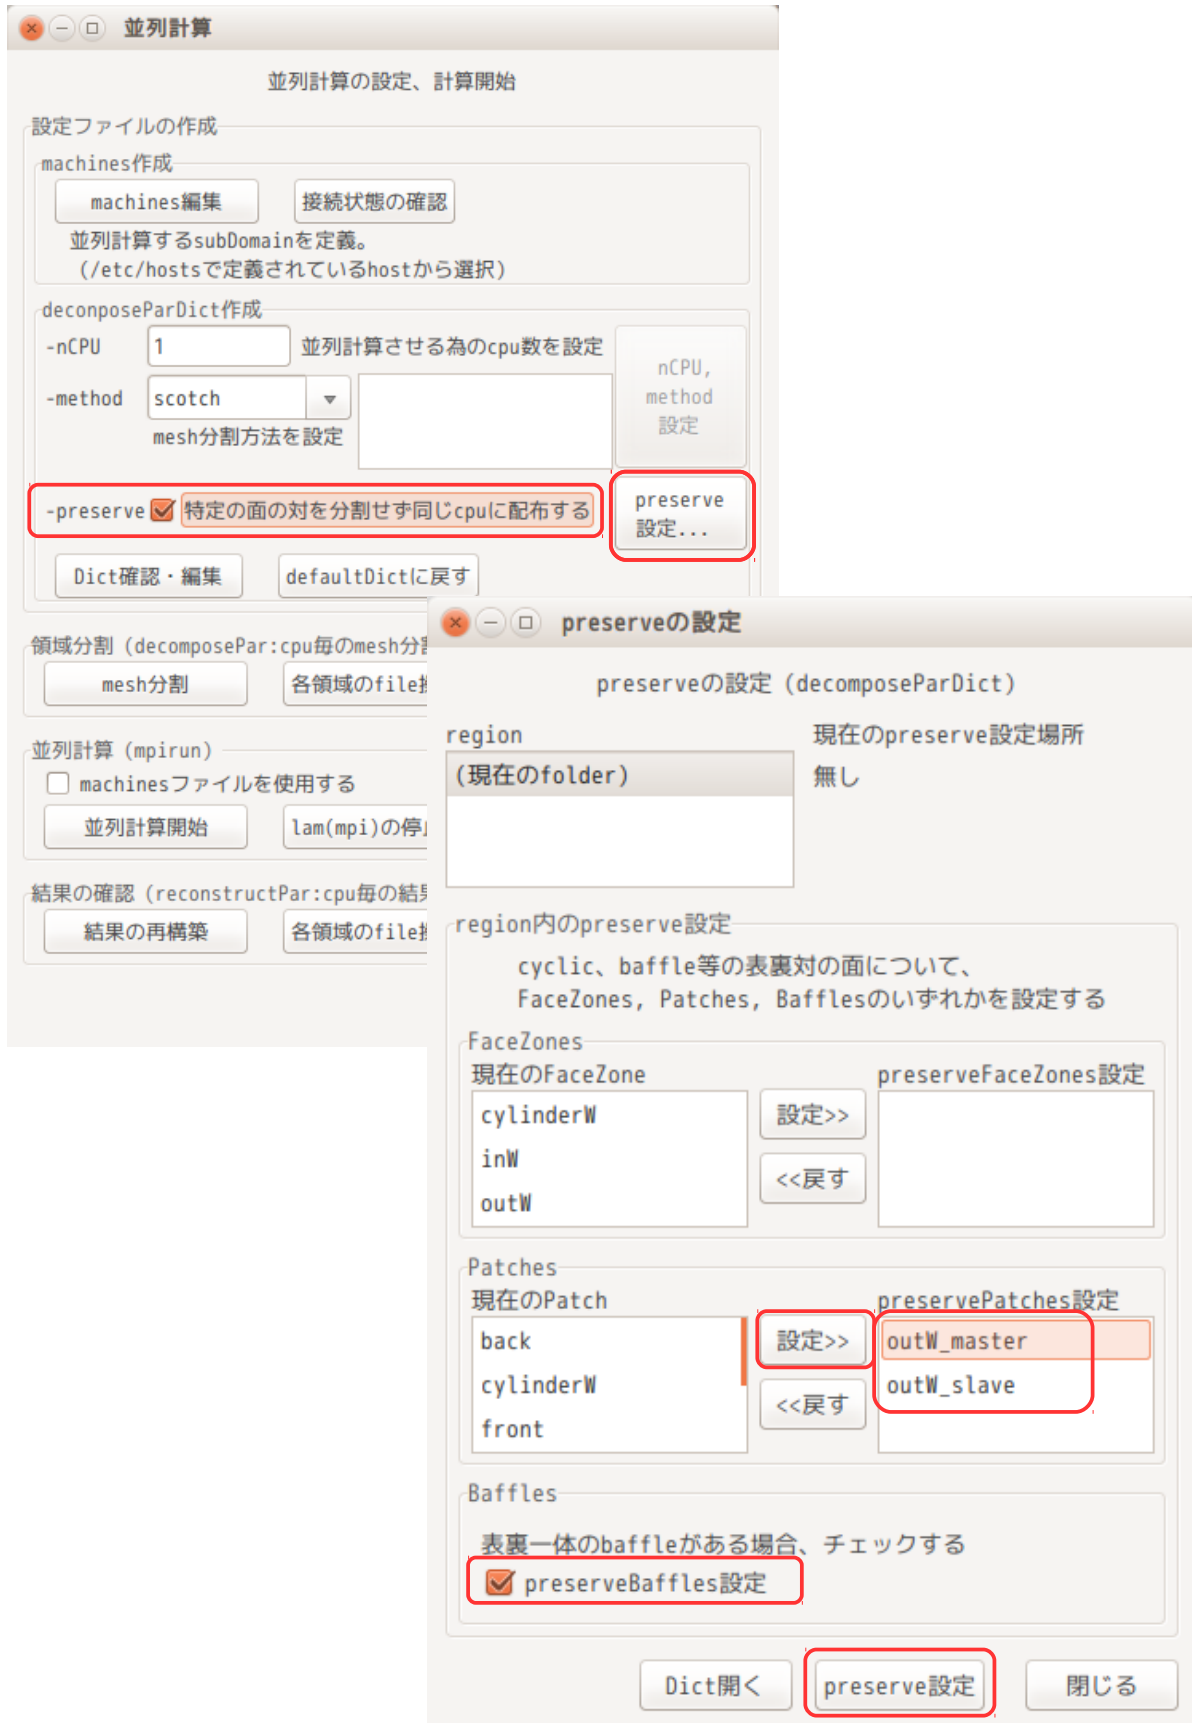 並列計算
並列計算の設定、計算開始
設定ファイルの作成
machines作成
machines編集
接続状態の確認
並列計算するsubDomainを定義。
(/etc/hostsで定義されているhostから選択)
deconposeParDict作成
-nCPU
1
並列計算させる為のcpu数を設定
nCPU,
method
設定
-method
scotch
mesh分割方法を設定
-preserve
特定の面の対を分割せず同じcpuに配布する
preserve
設定...
Dict確認・編集
defaultDictに戻す
領域分割 (decomposePar:cpu毎のmesh分
mesh分割
各領域のfile
並列計算 (mpirun)
machinesファイルを使用する
並列計算開始
lam(mpi)の停
結果の確認 (reconstructPar:cpu毎の結
結果の再構築
各領域のfile
preserveの設定
preserveの設定 (decomposeParDict)
region
現在のpreserve設定場所
(現在のfolder)
無し
region内のpreserve設定
cyclic、baffle等の表裏対の面について、
FaceZones, Patches, Bafflesのいずれかを設定する
FaceZones
現在のFaceZone
preserveFaceZones設定
cylinderW
inW
outW
設定>>
<<戻す
Patches
現在のPatch
preservePatches設定
back
cylinderW
front
設定>>
<<戻す
outW_master
outW_slave
Baffles
表裏一体のbaffleがある場合、チェックする
preserveBaffles設定
Dict開く
preserve設定
閉じる